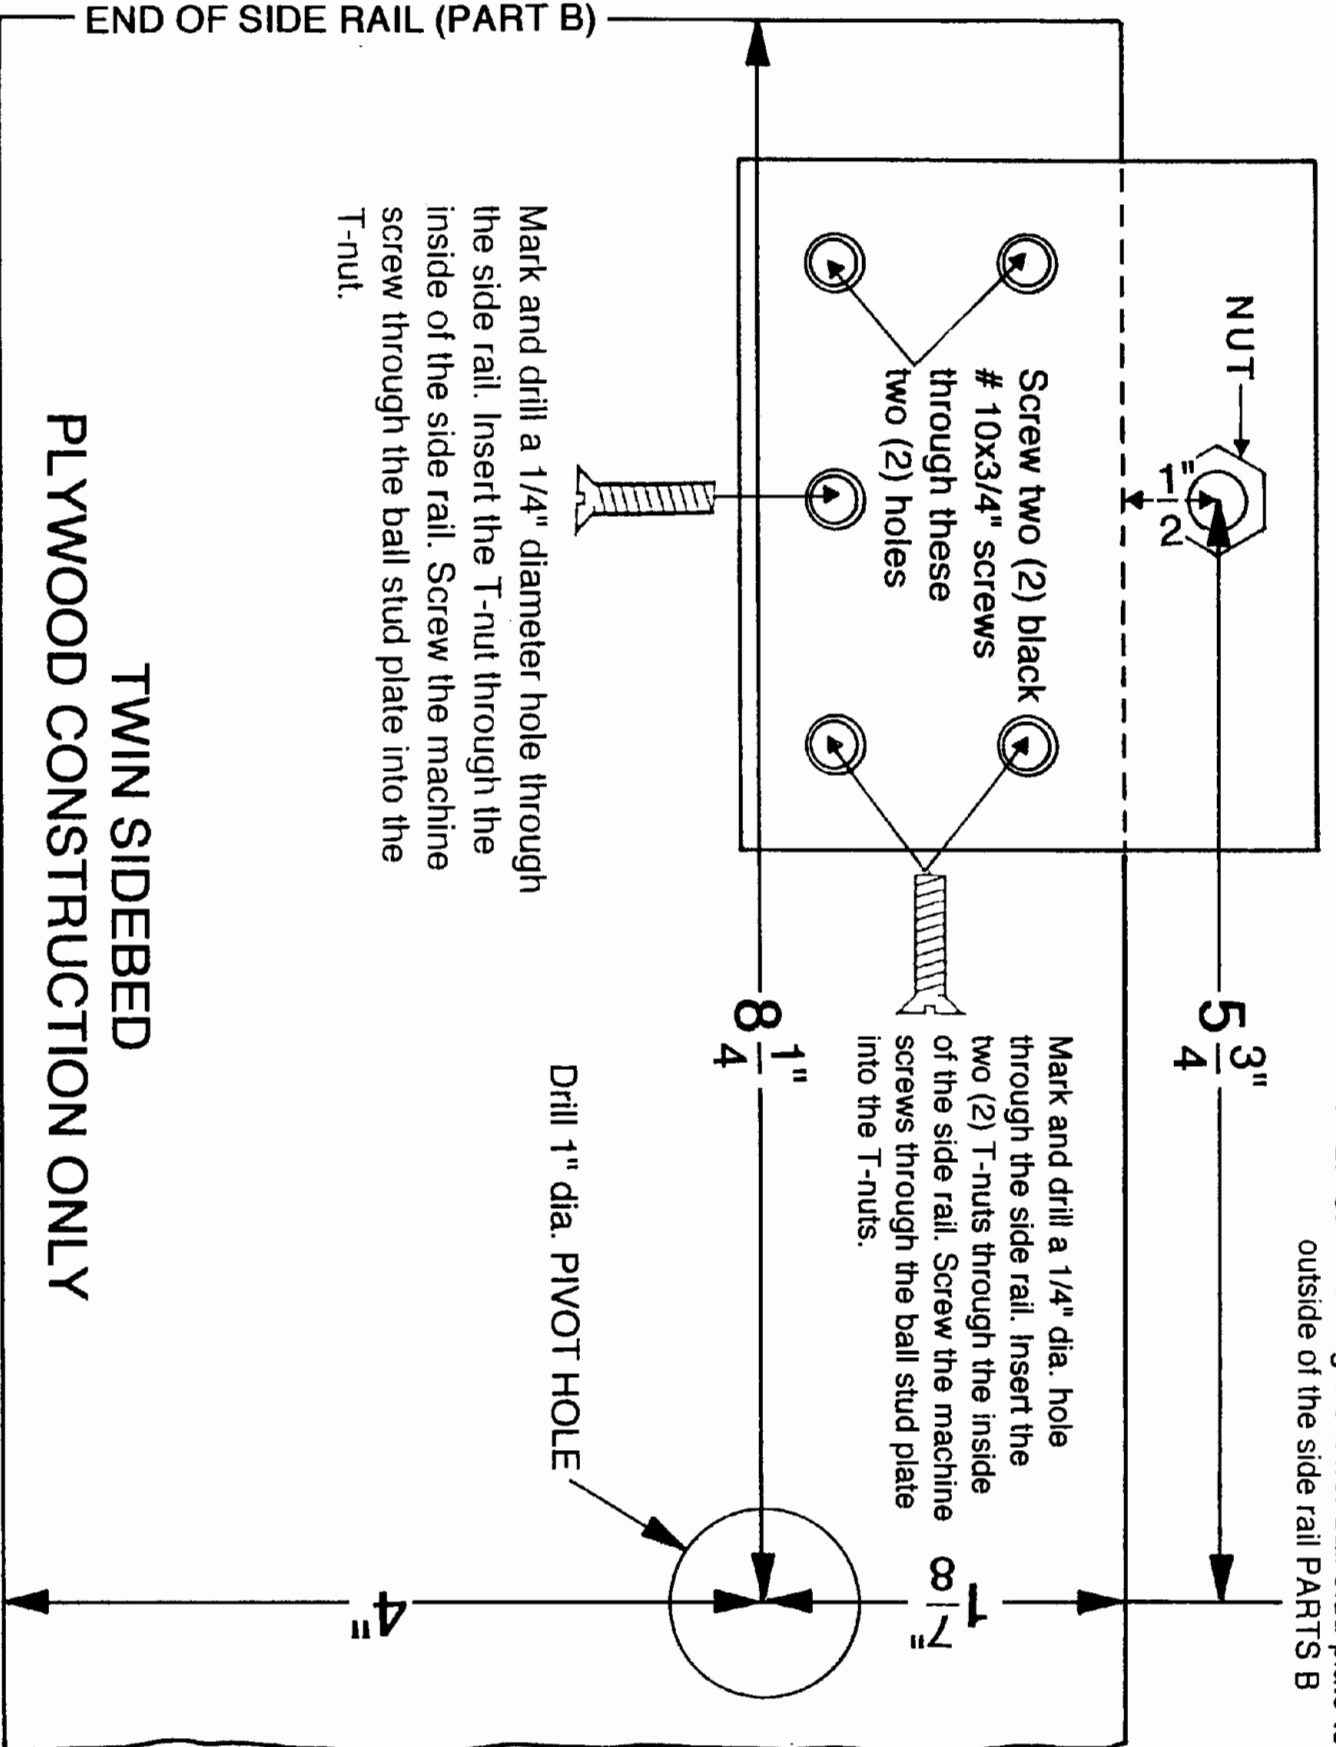 END OF SIDE RAIL (PART B)
outside of the side rail PARTS B
NUT
1"
2
5 3"
4
Screw two (2) black
# 10x3/4" screws
through these
two (2) holes
Mark and drill a 1/4" dia. hole
through the side rail. Insert the
two (2) T-nuts through the inside
of the side rail. Screw the machine
screws through the ball stud plate
into the T-nuts.
8 1"
4
1 7"
8
4"
Mark and drill a 1/4" diameter hole through
the side rail. Insert the T-nut through the
inside of the side rail. Screw the machine
screw through the ball stud plate into the
T-nut.
Drill 1" dia. PIVOT HOLE
TWIN SIDEBED
PLYWOOD CONSTRUCTION ONLY